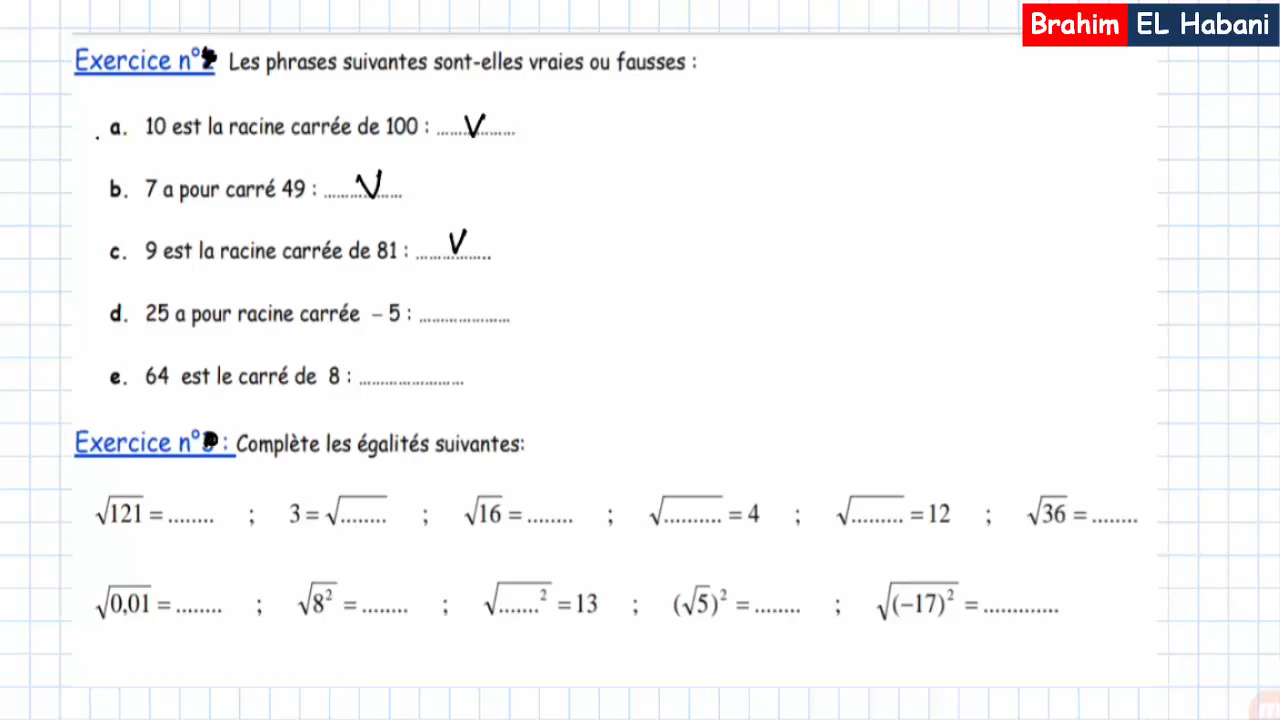 Brahim EL Habani
Exercice n° Les phrases suivantes sont-elles vraies ou fausses :
a. 10 est la racine carrée de 100 : ........V........
b. 7 a pour carré 49 : ........V........
c. 9 est la racine carrée de 81 : ........V........
d. 25 a pour racine carrée – 5 : .....................
e. 64 est le carré de 8 : ........................
Exercice n° : Complète les égalités suivantes:
√121 = ........ ; 3 = √........ ; √16 = ........ ; √.......... = 4 ; √......... = 12 ; √36 = ........
√0,01 = ........ ; √8² = ........ ; √.......² = 13 ; (√5)² = ........ ; √(−17)² = .............